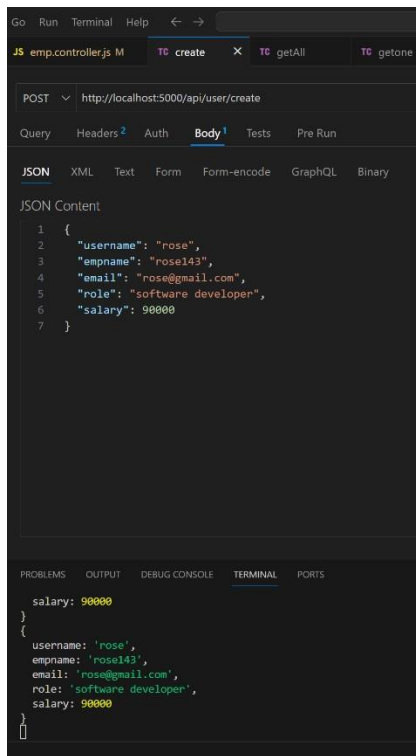 Go Run Terminal Help ← →
JS emp.controller.js M TC create × TC getAll TC getone
POST http://localhost:5000/api/user/create
Query Headers 2 Auth Body 1 Tests Pre Run
JSON XML Text Form Form-encode GraphQL Binary
JSON Content
1 {
2 "username": "rose",
3 "empname": "rose143",
4 "email": "rose@gmail.com",
5 "role": "software developer",
6 "salary": 90000
7 }
PROBLEMS OUTPUT DEBUG CONSOLE TERMINAL PORTS
salary: 90000
}
{
username: 'rose',
empname: 'rose143',
email: 'rose@gmail.com',
role: 'software developer',
salary: 90000
}